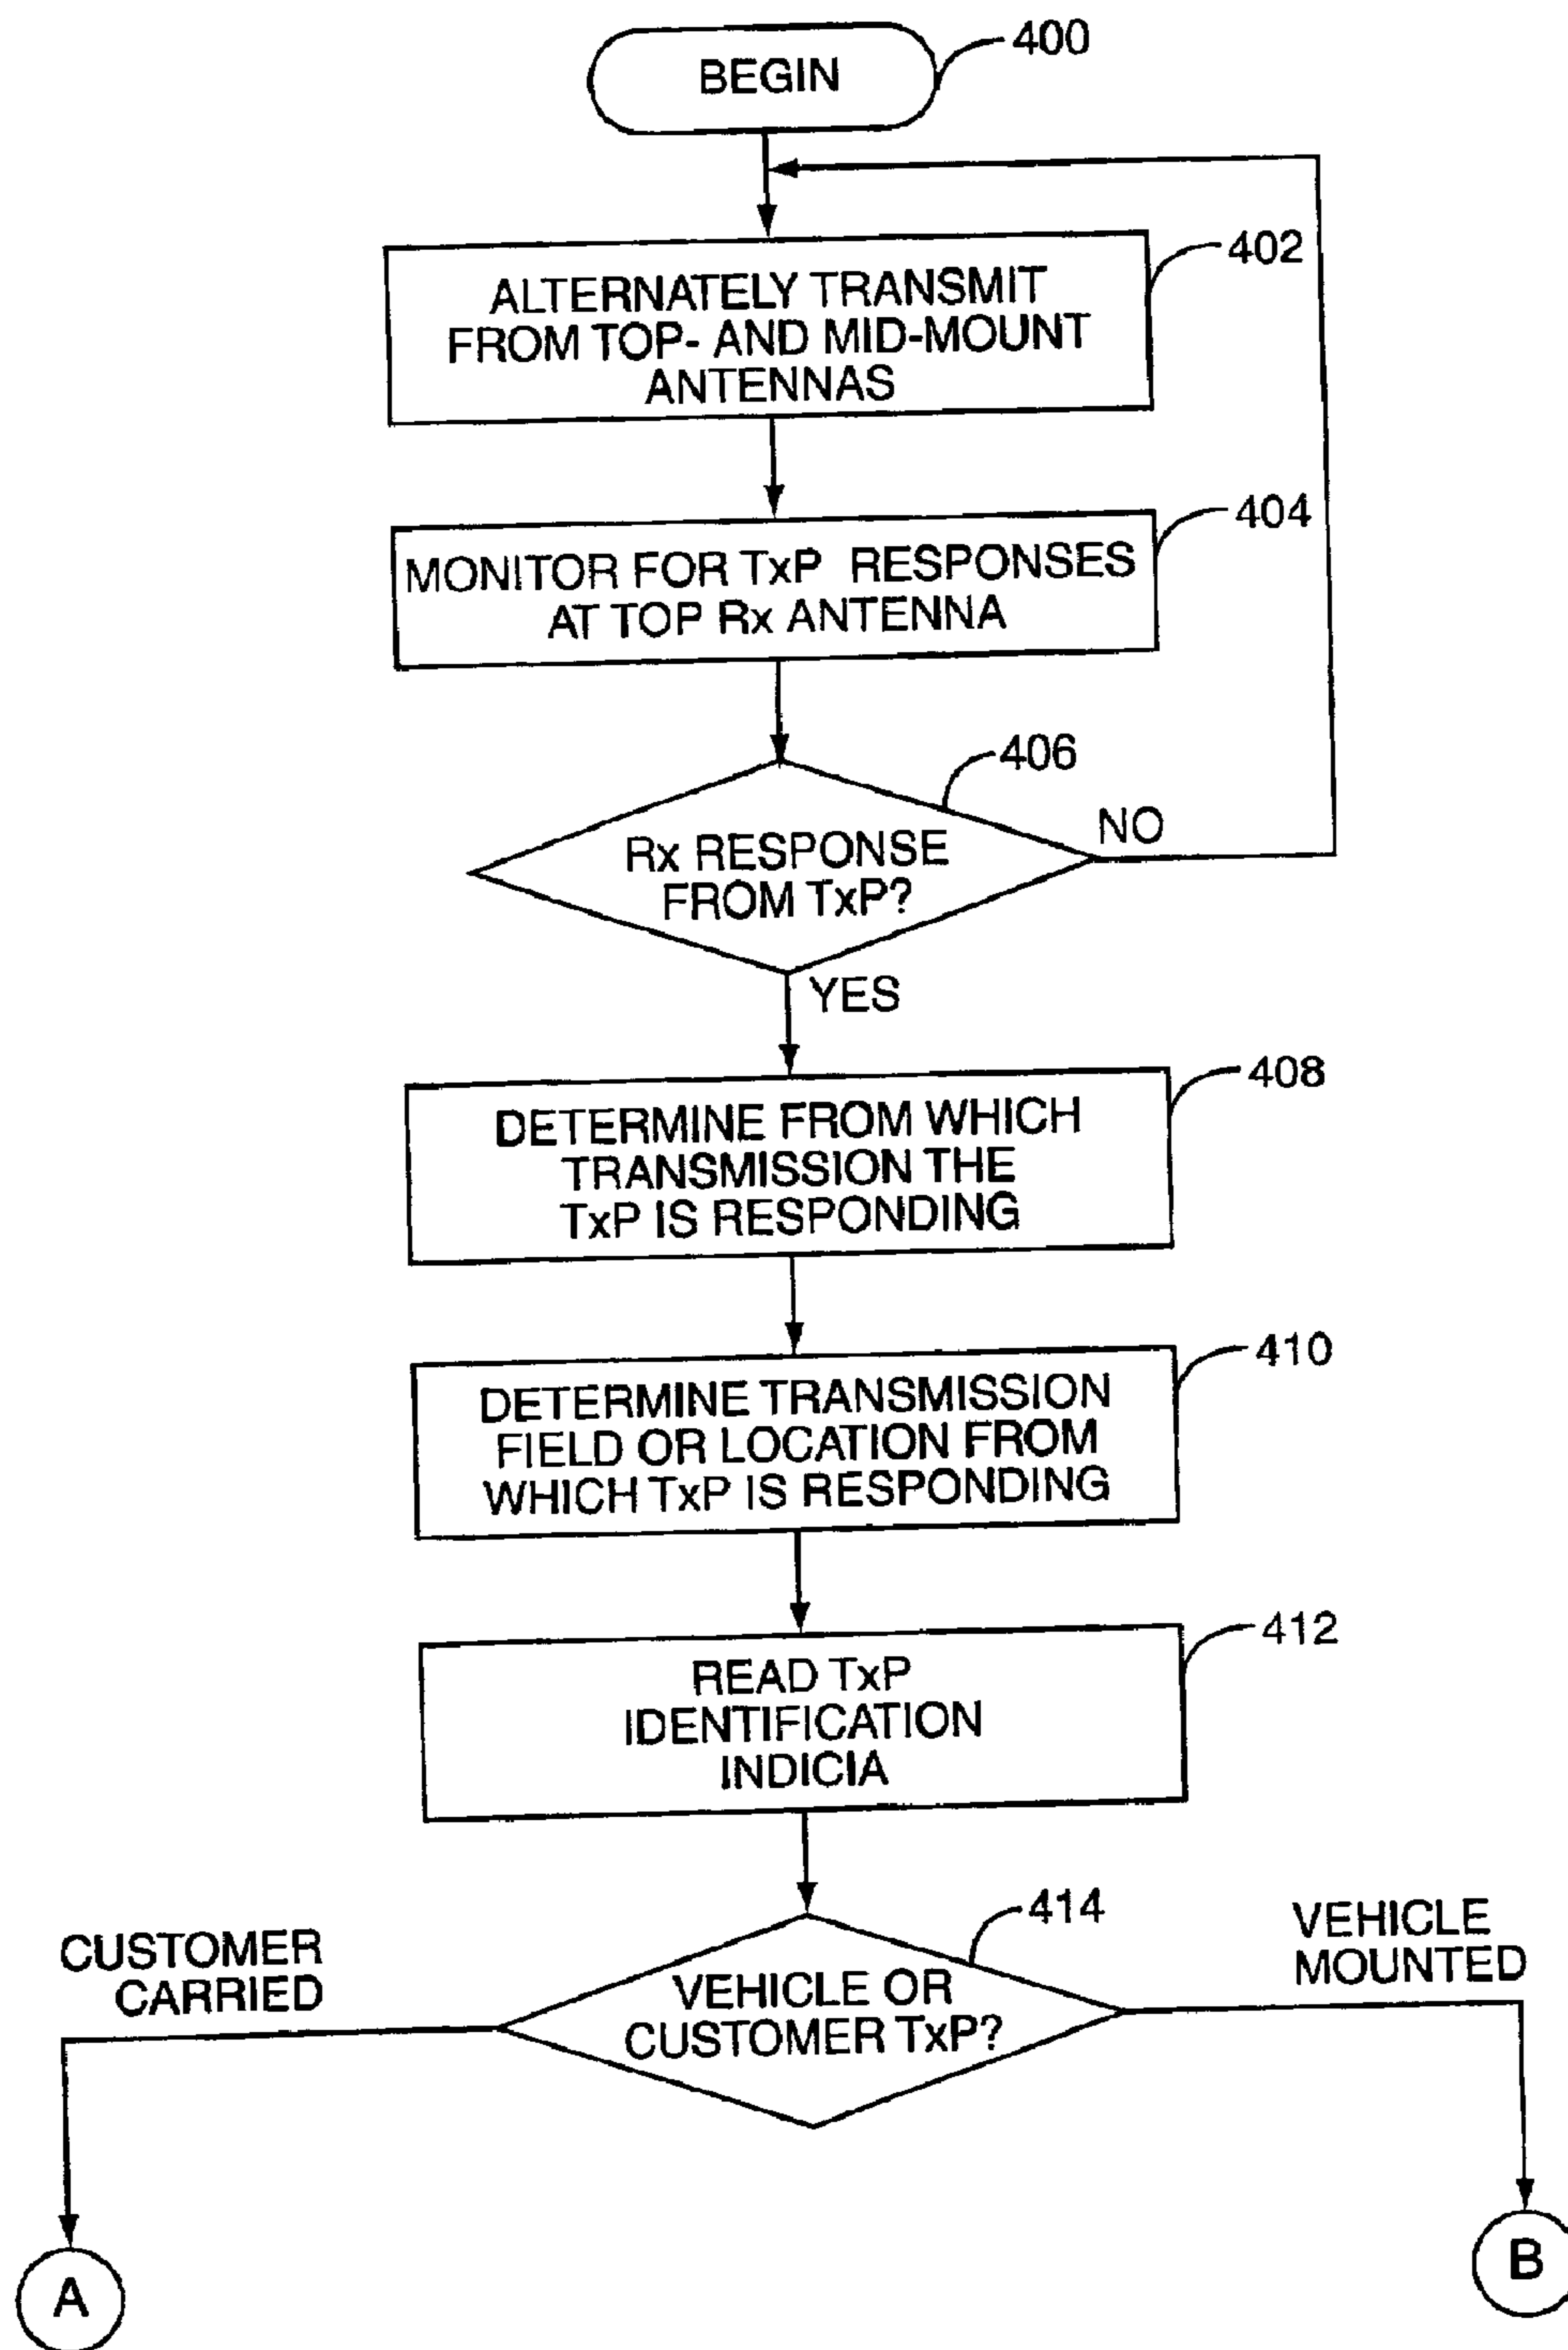 BEGIN
400
ALTERNATELY TRANSMIT
FROM TOP- AND MID-MOUNT
ANTENNAS
402
MONITOR FOR TxP RESPONSES
AT TOP Rx ANTENNA
404
406
Rx RESPONSE
FROM TxP?
NO
YES
DETERMINE FROM WHICH
TRANSMISSION THE
TxP IS RESPONDING
408
DETERMINE TRANSMISSION
FIELD OR LOCATION FROM
WHICH TxP IS RESPONDING
410
READ TxP
IDENTIFICATION
INDICIA
412
414
VEHICLE OR
CUSTOMER TxP?
CUSTOMER
CARRIED
VEHICLE
MOUNTED
A
B